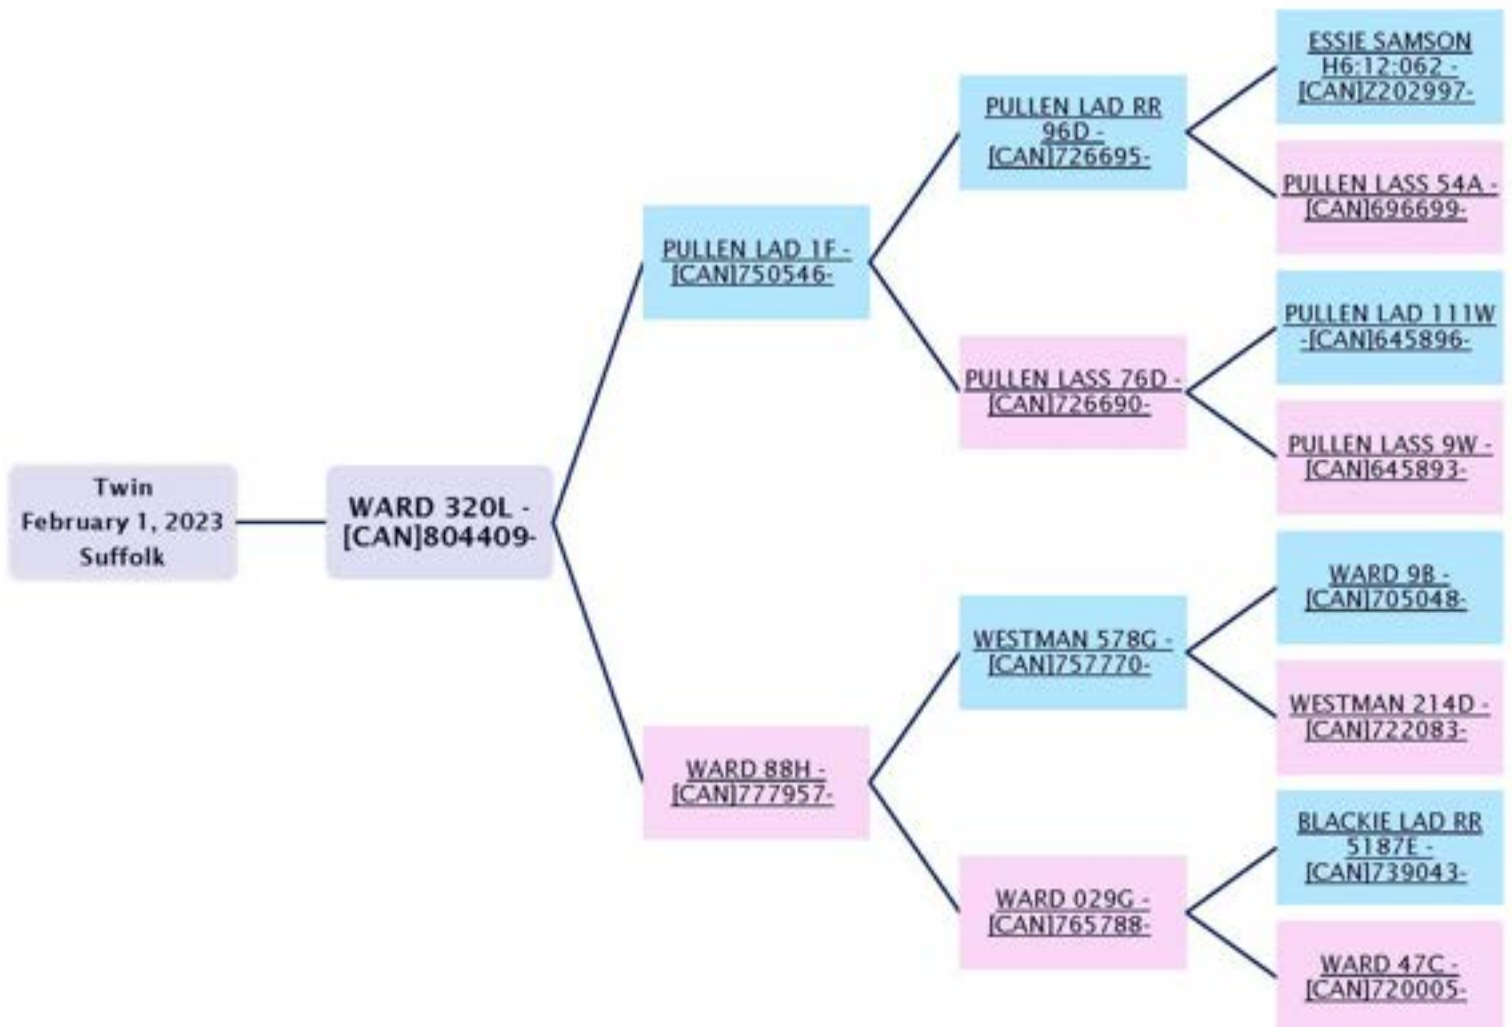 Twin
February 1, 2023
Suffolk
WARD 320L -
[CAN]804409-
PULLEN LAD 1F -
[CAN]750546-
WARD 88H -
[CAN]777957-
PULLEN LAD RR
96D -
[CAN]726695-
PULLEN LASS 76D -
[CAN]726690-
WESTMAN 578G -
[CAN]757770-
WARD 029G -
[CAN]765788-
ESSIE SAMSON
H6:12:062 -
[CAN]Z202997-
PULLEN LASS 54A -
[CAN]696699-
PULLEN LAD 111W
-[CAN]645896-
PULLEN LASS 9W -
[CAN]645893-
WARD 9B -
[CAN]705048-
WESTMAN 214D -
[CAN]722083-
BLACKIE LAD RR
5187E -
[CAN]739043-
WARD 47C -
[CAN]720005-